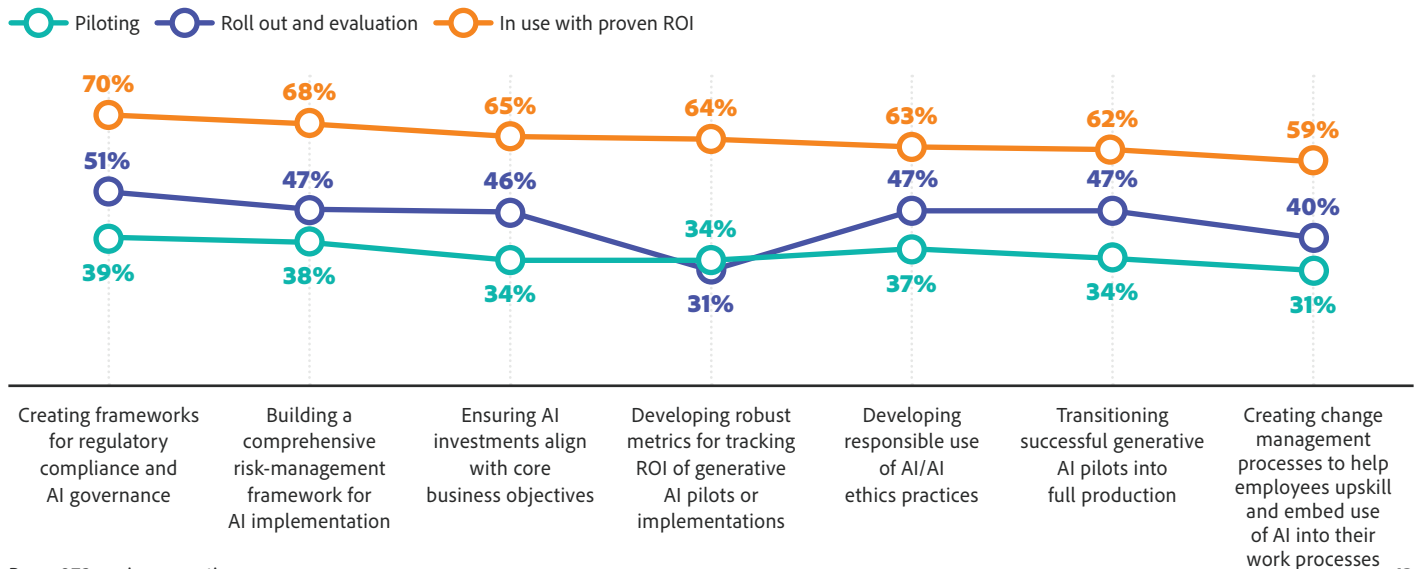 Piloting Roll out and evaluation In use with proven ROI
70% 68% 65% 64% 63% 62% 59%
51% 47% 46% 31% 47% 47% 40%
39% 38% 34% 34% 37% 34% 31%
Creating frameworks
for regulatory
compliance and
AI governance
Building a
comprehensive
risk-management
framework for
AI implementation
Ensuring AI
investments align
with core
business objectives
Developing robust
metrics for tracking
ROI of generative
AI pilots or
implementations
Developing
responsible use
of AI/AI
ethics practices
Transitioning
successful generative
AI pilots into
full production
Creating change
management
processes to help
employees upskill
and embed use
of AI into their
work processes